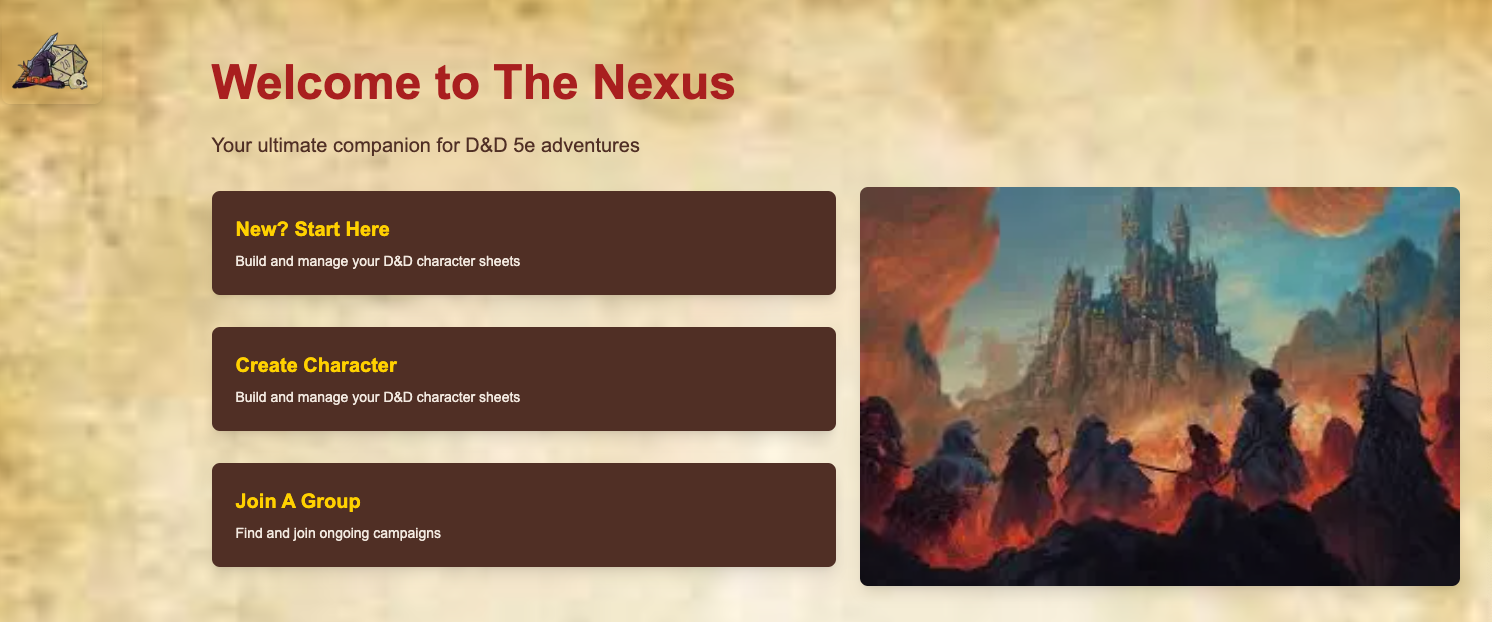 Welcome to The Nexus
Your ultimate companion for D&D 5e adventures
New? Start Here
Build and manage your D&D character sheets
Create Character
Build and manage your D&D character sheets
Join A Group
Find and join ongoing campaigns